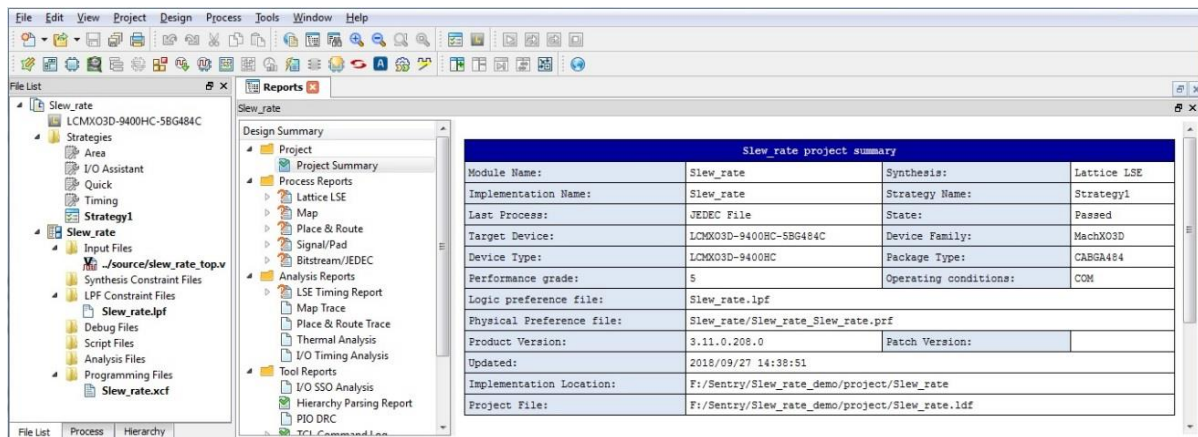 File Edit View Project Design Process Tools Window Help
File List
Slew_rate
LCMXO3D-9400HC-5BG484C
Strategies
Area
I/O Assistant
Quick
Timing
Strategy1
Slew_rate
Input Files
../source/slew_rate_top.v
Synthesis Constraint Files
LPF Constraint Files
Slew_rate.lpf
Debug Files
Script Files
Analysis Files
Programming Files
Slew_rate.xcf
File List Process Hierarchy
Reports
Slew_rate
Design Summary
Project
Project Summary
Process Reports
Lattice LSE
Map
Place & Route
Signal/Pad
Bitstream/JEDEC
Analysis Reports
LSE Timing Report
Map Trace
Place & Route Trace
Thermal Analysis
I/O Timing Analysis
Tool Reports
I/O SSO Analysis
Hierarchy Parsing Report
PIO DRC
TCL Command Log
Slew_rate project summary
Module Name: Slew_rate Synthesis: Lattice LSE
Implementation Name: Slew_rate Strategy Name: Strategy1
Last Process: JEDEC File State: Passed
Target Device: LCMXO3D-9400HC-5BG484C Device Family: MachXO3D
Device Type: LCMXO3D-9400HC Package Type: CABGA484
Performance grade: 5 Operating conditions: COM
Logic preference file: Slew_rate.lpf
Physical Preference file: Slew_rate/Slew_rate_Slew_rate.prf
Product Version: 3.11.0.208.0 Patch Version:
Updated: 2018/09/27 14:38:51
Implementation Location: F:/Sentry/Slew_rate_demo/project/Slew_rate
Project File: F:/Sentry/Slew_rate_demo/project/Slew_rate.ldf